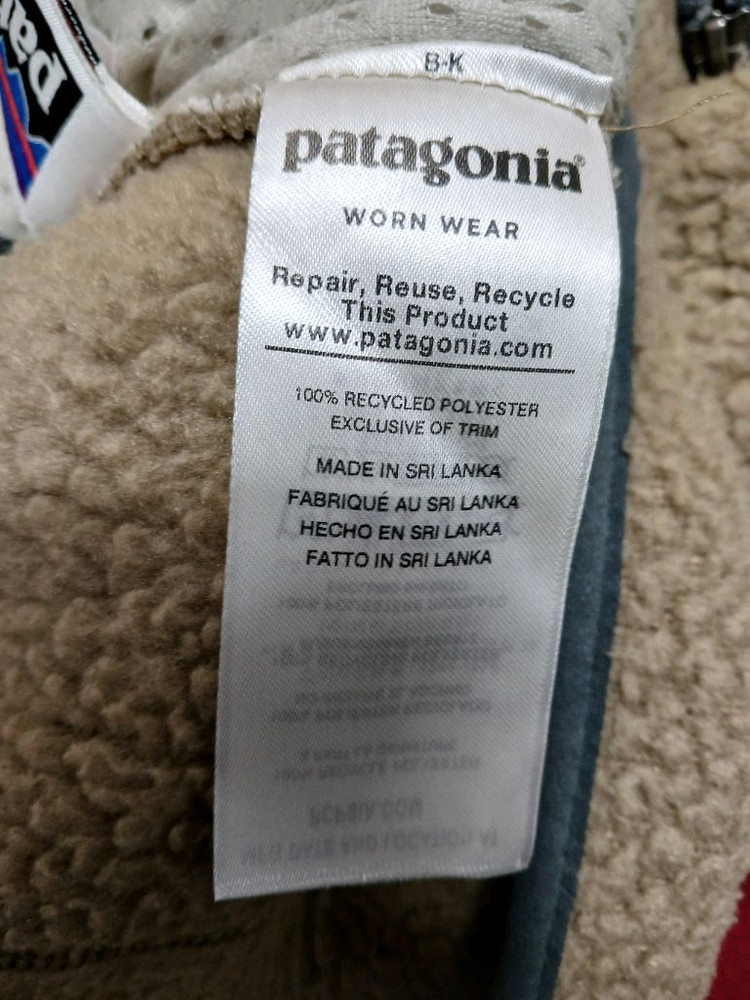 B-K
patagonia®
WORN WEAR
Repair, Reuse, Recycle
This Product
www.patagonia.com
100% RECYCLED POLYESTER
EXCLUSIVE OF TRIM
MADE IN SRI LANKA
FABRIQUÉ AU SRI LANKA
HECHO EN SRI LANKA
FATTO IN SRI LANKA